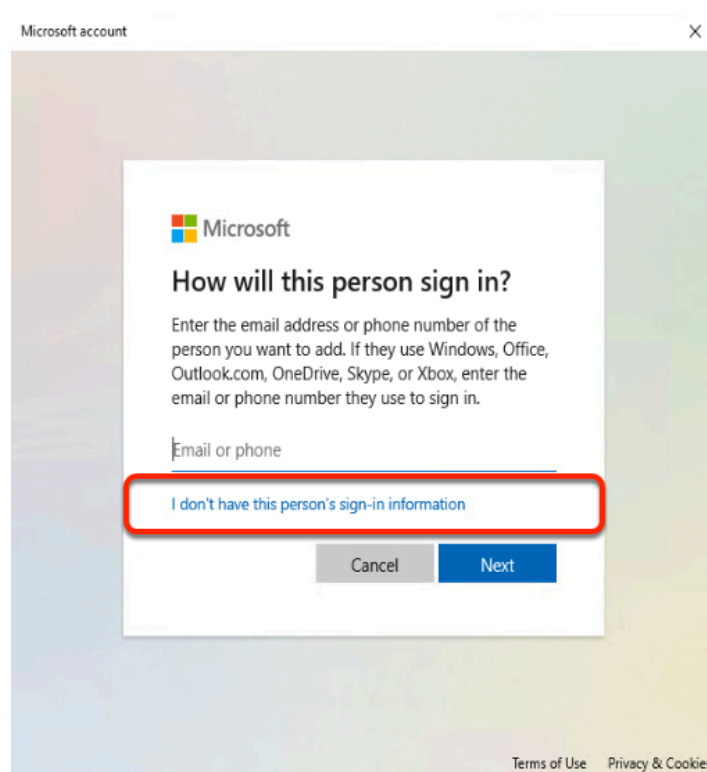 Microsoft account
Microsoft
How will this person sign in?
Enter the email address or phone number of the
person you want to add. If they use Windows, Office,
Outlook.com, OneDrive, Skype, or Xbox, enter the
email or phone number they use to sign in.
Email or phone
I don't have this person's sign-in information
Cancel Next
Terms of Use Privacy & Cookies